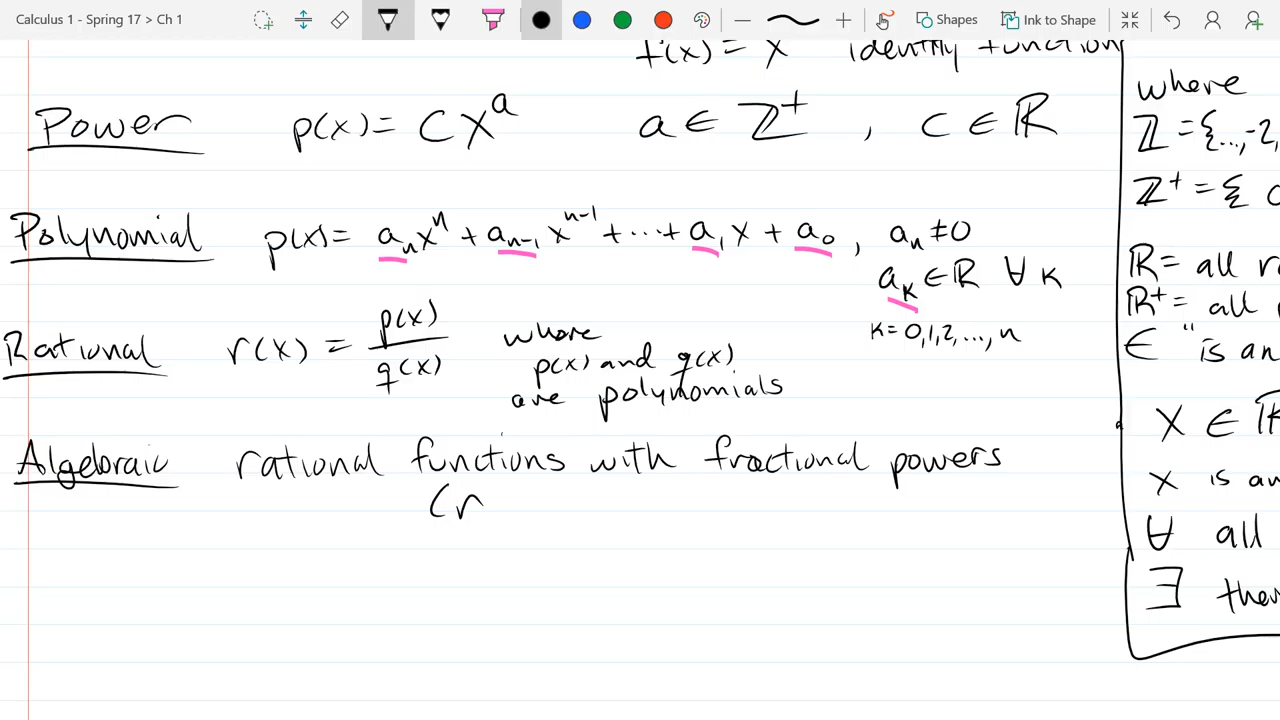 Calculus 1 - Spring 17 > Ch 1
Shapes
Ink to Shape
f(x) = x identity function
Power p(x) = cx^a a ∈ ℤ^+ , c ∈ ℝ
Polynomial p(x) = a_n x^n + a_{n-1} x^{n-1} + ... + a_1 x + a_0 , a_n ≠ 0
a_k ∈ ℝ ∀ k
k = 0, 1, 2, ..., n
Rational r(x) = p(x)/q(x) where
p(x) and q(x)
are polynomials
Algebraic rational functions with fractional powers
(r
where
ℤ = {..., -2,
ℤ^+ = {
ℝ = all
ℝ^+ = all
∈ "is an
x ∈ ℝ
x is an
∀ all
∃